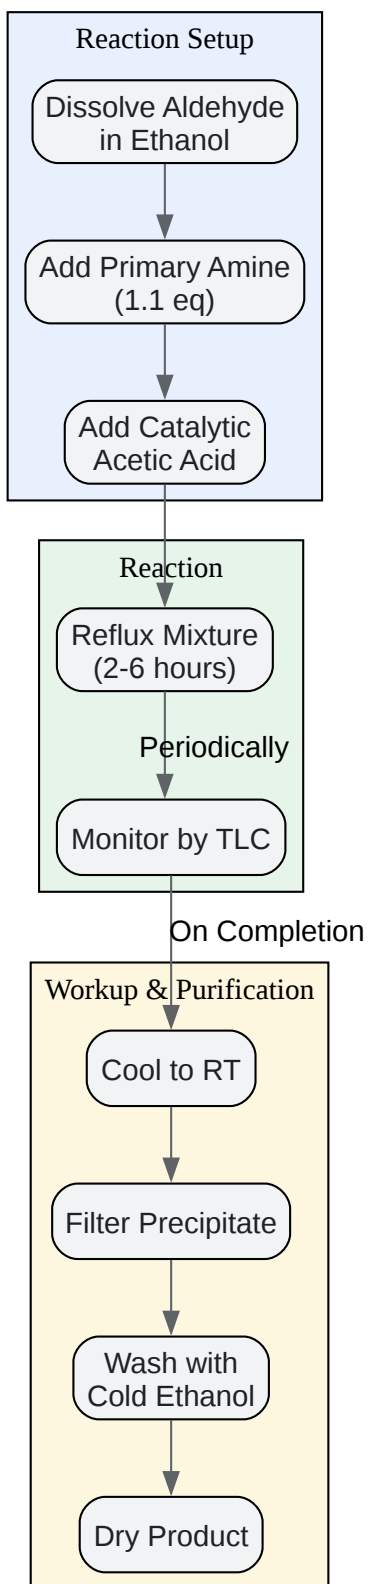 Reaction Setup
Dissolve Aldehyde
in Ethanol
Add Primary Amine
(1.1 eq)
Add Catalytic
Acetic Acid
Reaction
Reflux Mixture
(2-6 hours)
Periodically
Monitor by TLC
On Completion
Workup & Purification
Cool to RT
Filter Precipitate
Wash with
Cold Ethanol
Dry Product